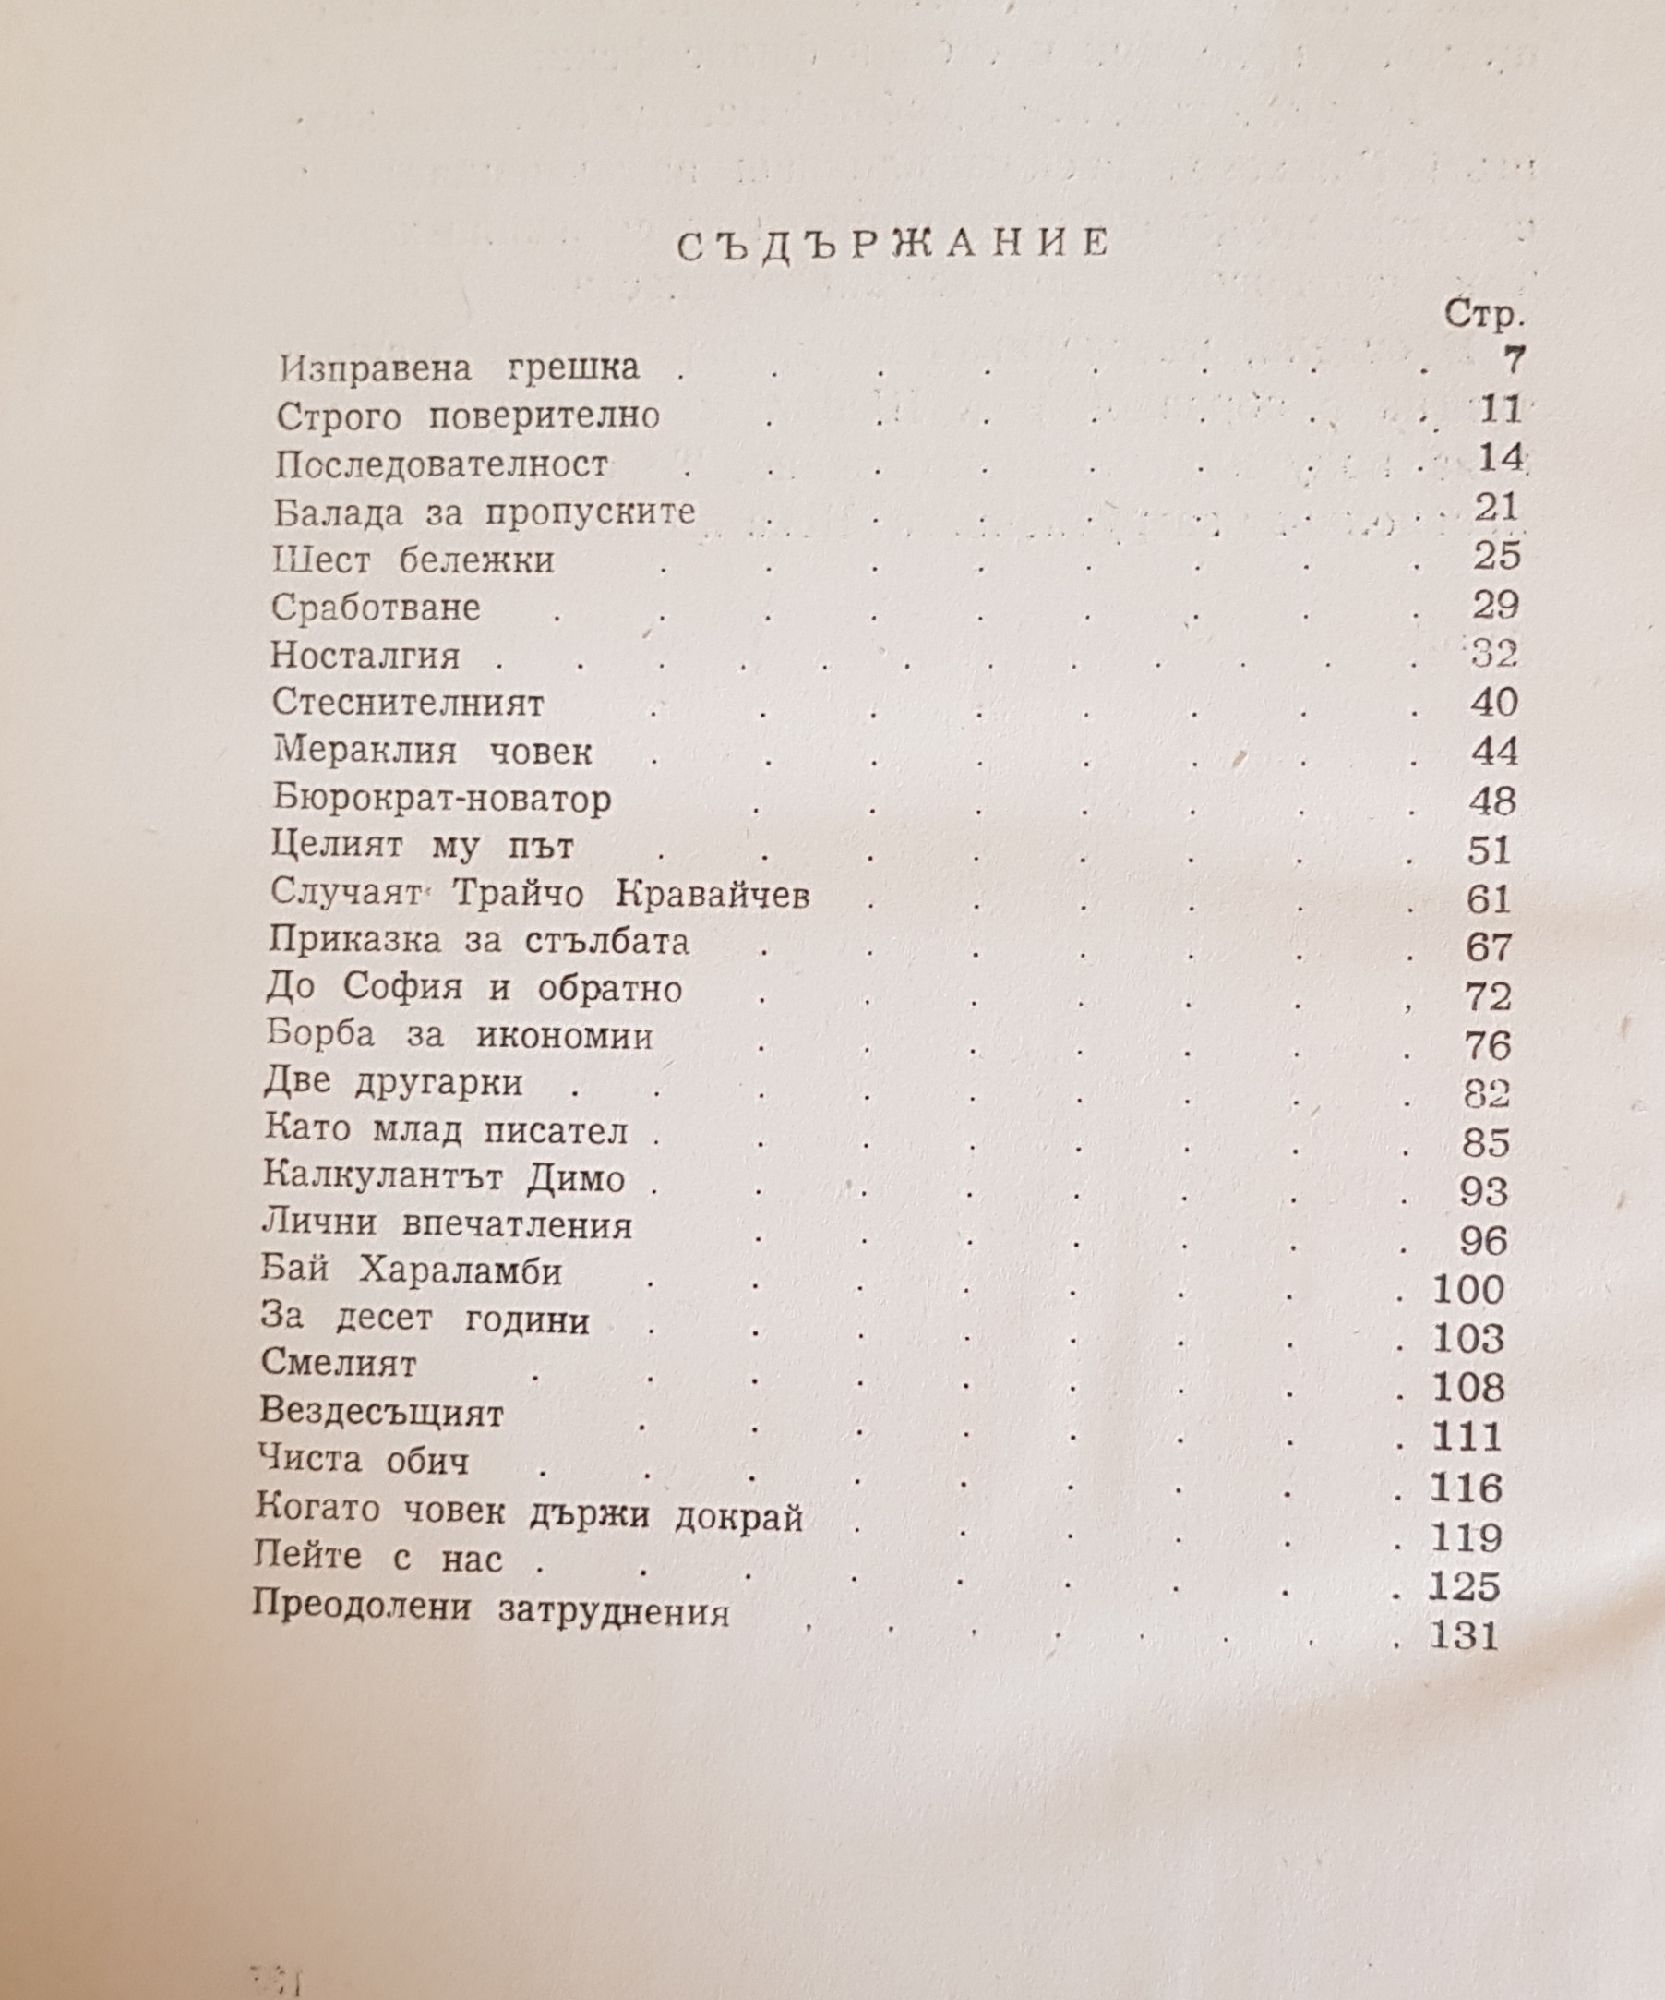 СЪДЪРЖАНИЕ
Стр.
Изправена грешка . . . . . . . . 7
Строго поверително . . . . . . . 11
Последователност . . . . . . . . 14
Балада за пропуските . . . . . . . 21
Шест бележки . . . . . . . . 25
Сработване . . . . . . . . . 29
Носталгия . . . . . . . . . . . . 32
Стеснителният . . . . . . . . 40
Мераклия човек . . . . . . . . 44
Бюрократ-новатор . . . . . . . 48
Целият му път . . . . . . . . 51
Случаят Трайчо Кравайчев . . . . . . 61
Приказка за стълбата . . . . . . . 67
До София и обратно . . . . . . . 72
Борба за икономии . . . . . . . 76
Две другарки . . . . . . . . . 82
Като млад писател . . . . . . . . 85
Калкулантът Димо . . . . . . . . 93
Лични впечатления . . . . . . . 96
Бай Хараламби . . . . . . . . 100
За десет години . . . . . . . . 103
Смелият . . . . . . . . . 108
Вездесъщият . . . . . . . . 111
Чиста обич . . . . . . . . . 116
Когато човек държи докрай . . . . . . 119
Пейте с нас . . . . . . . . . 125
Преодолени затруднения . . . . . . . . 131